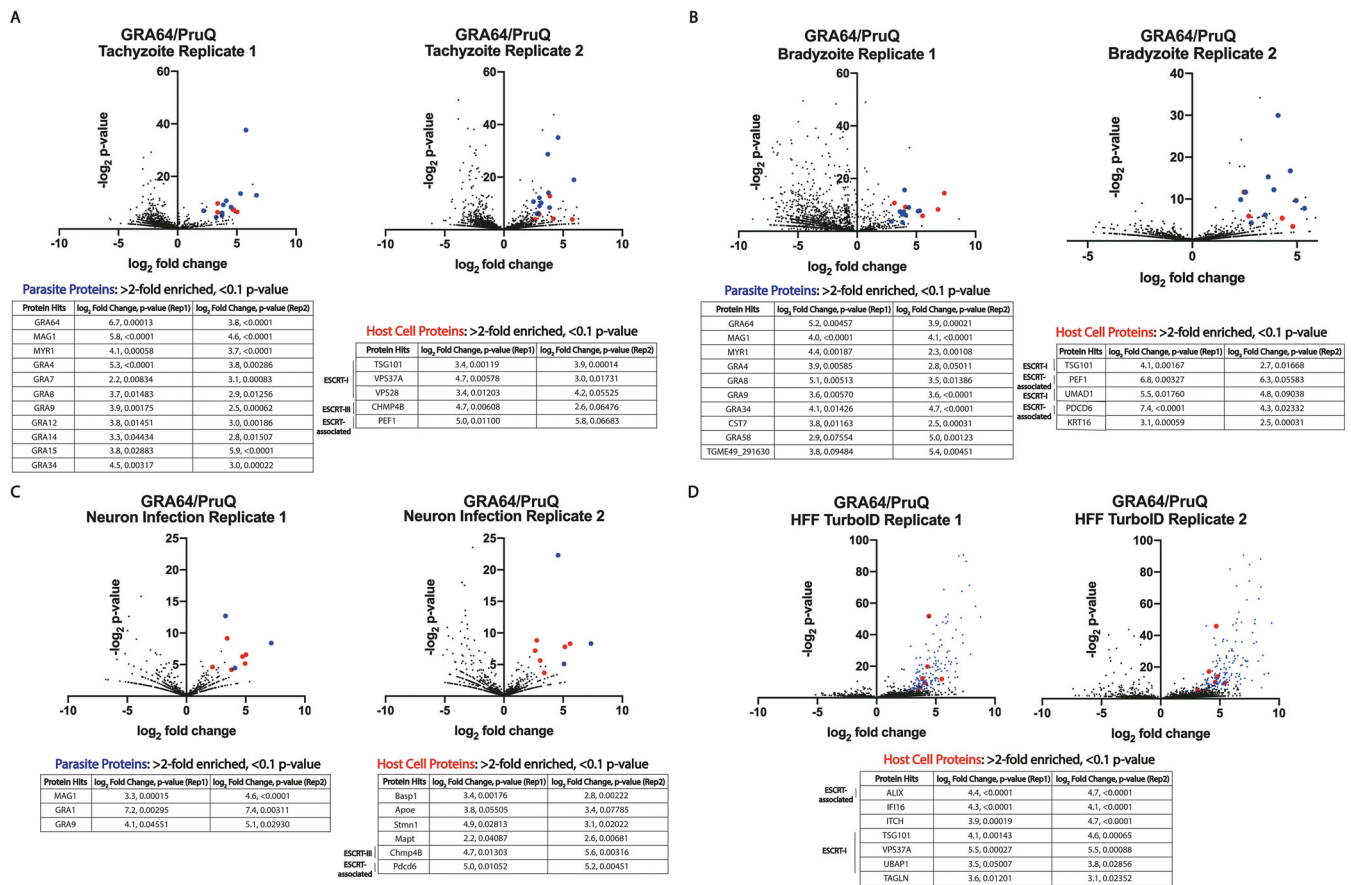 A
GRA64/PruQ
Tachyzoite Replicate 1
-log2 p-value
60
40
20
-10
-5
0
5
10
log2 fold change
GRA64/PruQ
Tachyzoite Replicate 2
-log2 p-value
60
40
20
-10
-5
0
5
10
log2 fold change
Parasite Proteins: >2-fold enriched, <0.1 p-value
Protein Hits log2 Fold Change, p-value (Rep1) log2 Fold Change, p-value (Rep2)
GRA64 6.7, 0.00013 3.8, <0.0001
MAG1 5.8, <0.0001 4.6, <0.0001
MYR1 4.1, 0.00058 3.7, <0.0001
GRA4 5.3, <0.0001 3.8, 0.00286
GRA7 2.2, 0.00834 3.1, 0.00083
GRA8 3.7, 0.01483 2.9, 0.01256
GRA9 3.9, 0.00175 2.5, 0.00062
GRA12 3.8, 0.01451 3.0, 0.00186
GRA14 3.3, 0.04434 2.8, 0.01507
GRA15 3.8, 0.02883 5.9, <0.0001
GRA34 4.5, 0.00317 3.0, 0.00022
Host Cell Proteins: >2-fold enriched, <0.1 p-value
Protein Hits log2 Fold Change, p-value (Rep1) log2 Fold Change, p-value (Rep2)
ESCRT-I
TSG101 3.4, 0.00119 3.9, 0.00014
VPS37A 4.7, 0.00578 3.0, 0.01731
VPS28 3.4, 0.01203 4.2, 0.05525
ESCRT-III CHMP4B 4.7, 0.00608 2.6, 0.06476
ESCRT-associated PEF1 5.0, 0.01100 5.8, 0.06683
B
GRA64/PruQ
Bradyzoite Replicate 1
-log2 p-value
60
40
20
-10
-5
0
5
10
log2 fold change
GRA64/PruQ
Bradyzoite Replicate 2
-log2 p-value
40
30
20
10
-5
0
5
log2 fold change
Parasite Proteins: >2-fold enriched, <0.1 p-value
Protein Hits log2 Fold Change, p-value (Rep1) log2 Fold Change, p-value (Rep2)
GRA64 5.2, 0.00457 3.9, 0.00021
MAG1 4.0, <0.0001 4.1, <0.0001
MYR1 4.4, 0.00187 2.3, 0.00108
GRA4 3.9, 0.00585 2.8, 0.05011
GRA8 5.1, 0.00513 3.5, 0.01386
GRA9 3.6, 0.00570 3.6, <0.0001
GRA34 4.1, 0.01426 4.7, <0.0001
CST7 3.8, 0.01163 2.5, 0.00031
GRA58 2.9, 0.07554 5.0, 0.00123
TGME49_291630 3.8, 0.09484 5.4, 0.00451
Host Cell Proteins: >2-fold enriched, <0.1 p-value
Protein Hits log2 Fold Change, p-value (Rep1) log2 Fold Change, p-value (Rep2)
ESCRT-I TSG101 4.1, 0.00167 2.7, 0.01668
ESCRT-associated PEF1 6.8, 0.00327 6.3, 0.05583
ESCRT-I UMAD1 5.5, 0.01760 4.8, 0.09038
ESCRT-associated PDCD6 7.4, <0.0001 4.3, 0.02332
KRT16 3.1, 0.00059 2.5, 0.00031
C
GRA64/PruQ
Neuron Infection Replicate 1
-log2 p-value
25
20
15
10
5
-10
-5
0
5
10
log2 fold change
GRA64/PruQ
Neuron Infection Replicate 2
-log2 p-value
25
20
15
10
5
-10
-5
0
5
10
log2 fold change
Parasite Proteins: >2-fold enriched, <0.1 p-value
Protein Hits log2 Fold Change, p-value (Rep1) log2 Fold Change, p-value (Rep2)
MAG1 3.3, 0.00015 4.6, <0.0001
GRA1 7.2, 0.00295 7.4, 0.00311
GRA9 4.1, 0.04551 5.1, 0.02930
Host Cell Proteins: >2-fold enriched, <0.1 p-value
Protein Hits log2 Fold Change, p-value (Rep1) log2 Fold Change, p-value (Rep2)
Basp1 3.4, 0.00176 2.8, 0.00222
Apoe 3.8, 0.05505 3.4, 0.07785
Stmn1 4.9, 0.02813 3.1, 0.02022
Mapt 2.2, 0.04087 2.6, 0.00681
ESCRT-III Chmp4B 4.7, 0.01303 5.6, 0.00316
ESCRT-associated Pdcd6 5.0, 0.01052 5.2, 0.00451
D
GRA64/PruQ
HFF TurboID Replicate 1
-log2 p-value
100
80
60
40
20
-10
-5
0
5
10
log2 fold change
GRA64/PruQ
HFF TurboID Replicate 2
-log2 p-value
100
80
60
40
20
-10
-5
0
5
10
log2 fold change
Host Cell Proteins: >2-fold enriched, <0.1 p-value
Protein Hits log2 Fold Change, p-value (Rep1) log2 Fold Change, p-value (Rep2)
ESCRT-associated ALIX 4.4, <0.0001 4.7, <0.0001
IFI16 4.3, <0.0001 4.1, <0.0001
ITCH 3.9, 0.00019 4.7, <0.0001
ESCRT-I
TSG101 4.1, 0.00143 4.6, 0.00065
VPS37A 5.5, 0.00027 5.5, 0.00088
UBAP1 3.5, 0.05007 3.8, 0.02856
TAGLN 3.6, 0.01201 3.1, 0.02352